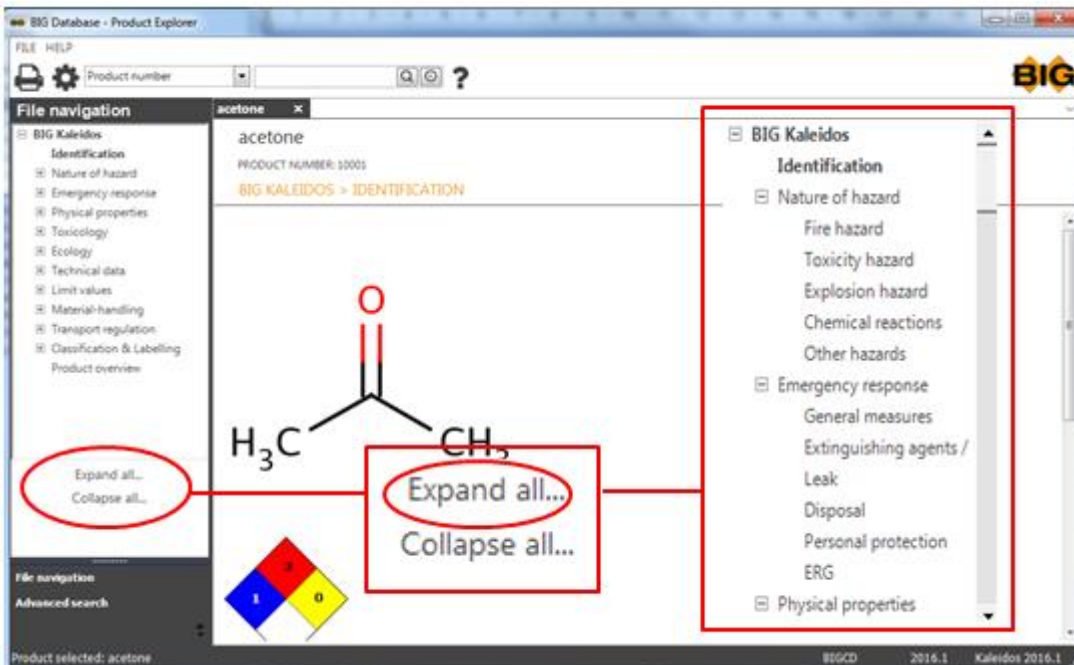 BIG Database - Product Explorer
FILE HELP
Product number
?
BIG
File navigation
acetone x
BIG Kaleidos
Identification
Nature of hazard
Emergency response
Physical properties
Toxicology
Ecology
Technical data
Limit values
Material-handling
Transport regulation
Classification & Labelling
Product overview
Expand all...
Collapse all...
File navigation
Advanced search
acetone
PRODUCT NUMBER: 10001
BIG KALEIDOS > IDENTIFICATION
O
H3C CH3
1 0
Expand all...
Collapse all...
BIG Kaleidos
Identification
Nature of hazard
Fire hazard
Toxicity hazard
Explosion hazard
Chemical reactions
Other hazards
Emergency response
General measures
Extinguishing agents /
Leak
Disposal
Personal protection
ERG
Physical properties
Product selected: acetone BIGCD 2016.1 Kaleidos 2016.1